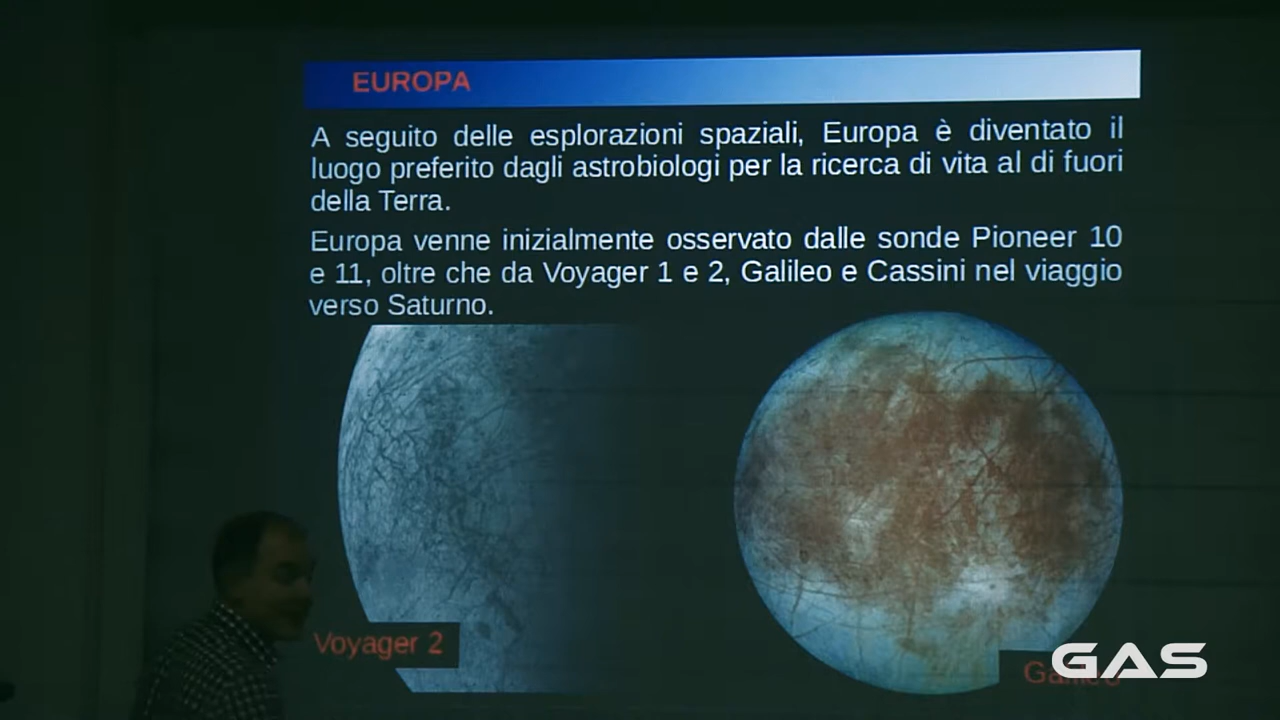 EUROPA
A seguito delle esplorazioni spaziali, Europa è diventato il
luogo preferito dagli astrobiologi per la ricerca di vita al di fuori
della Terra.
Europa venne inizialmente osservato dalle sonde Pioneer 10
e 11, oltre che da Voyager 1 e 2, Galileo e Cassini nel viaggio
verso Saturno.
Voyager 2
GAS